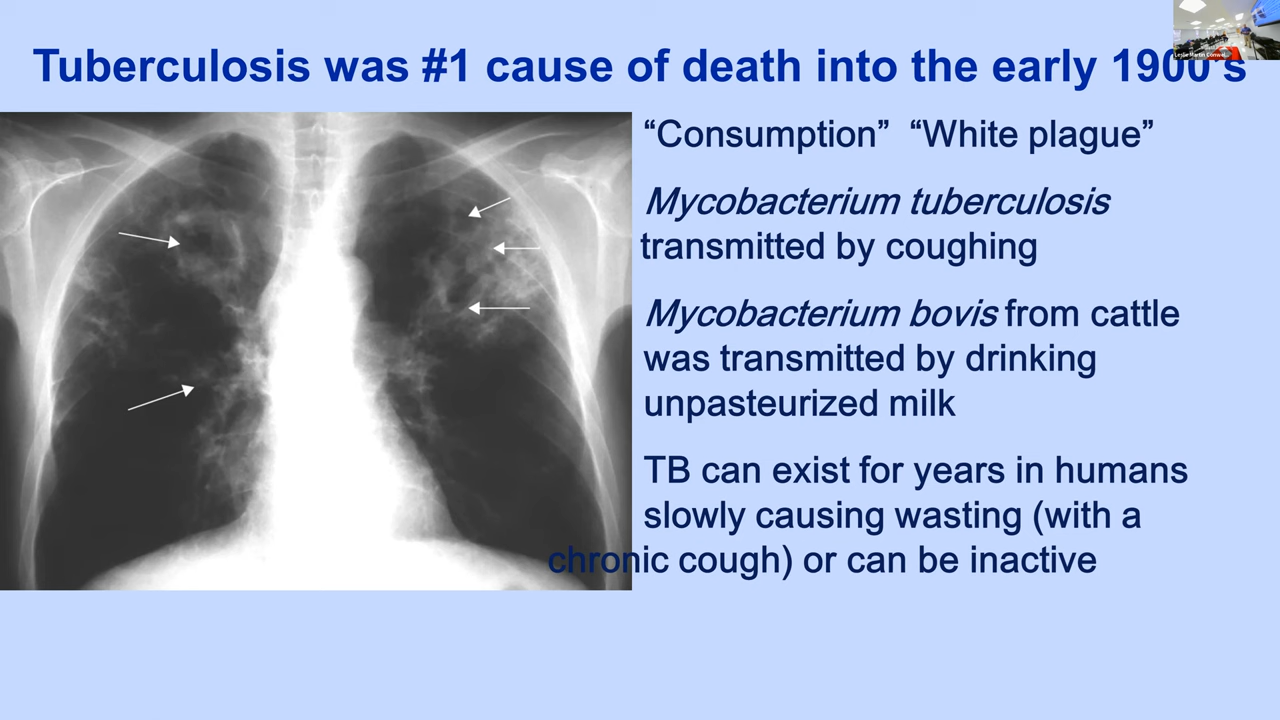 Tuberculosis was #1 cause of death into the early 1900's
“Consumption” “White plague”
Mycobacterium tuberculosis
transmitted by coughing
Mycobacterium bovis from cattle
was transmitted by drinking
unpasteurized milk
TB can exist for years in humans
slowly causing wasting (with a
chronic cough) or can be inactive
Leslie Martin